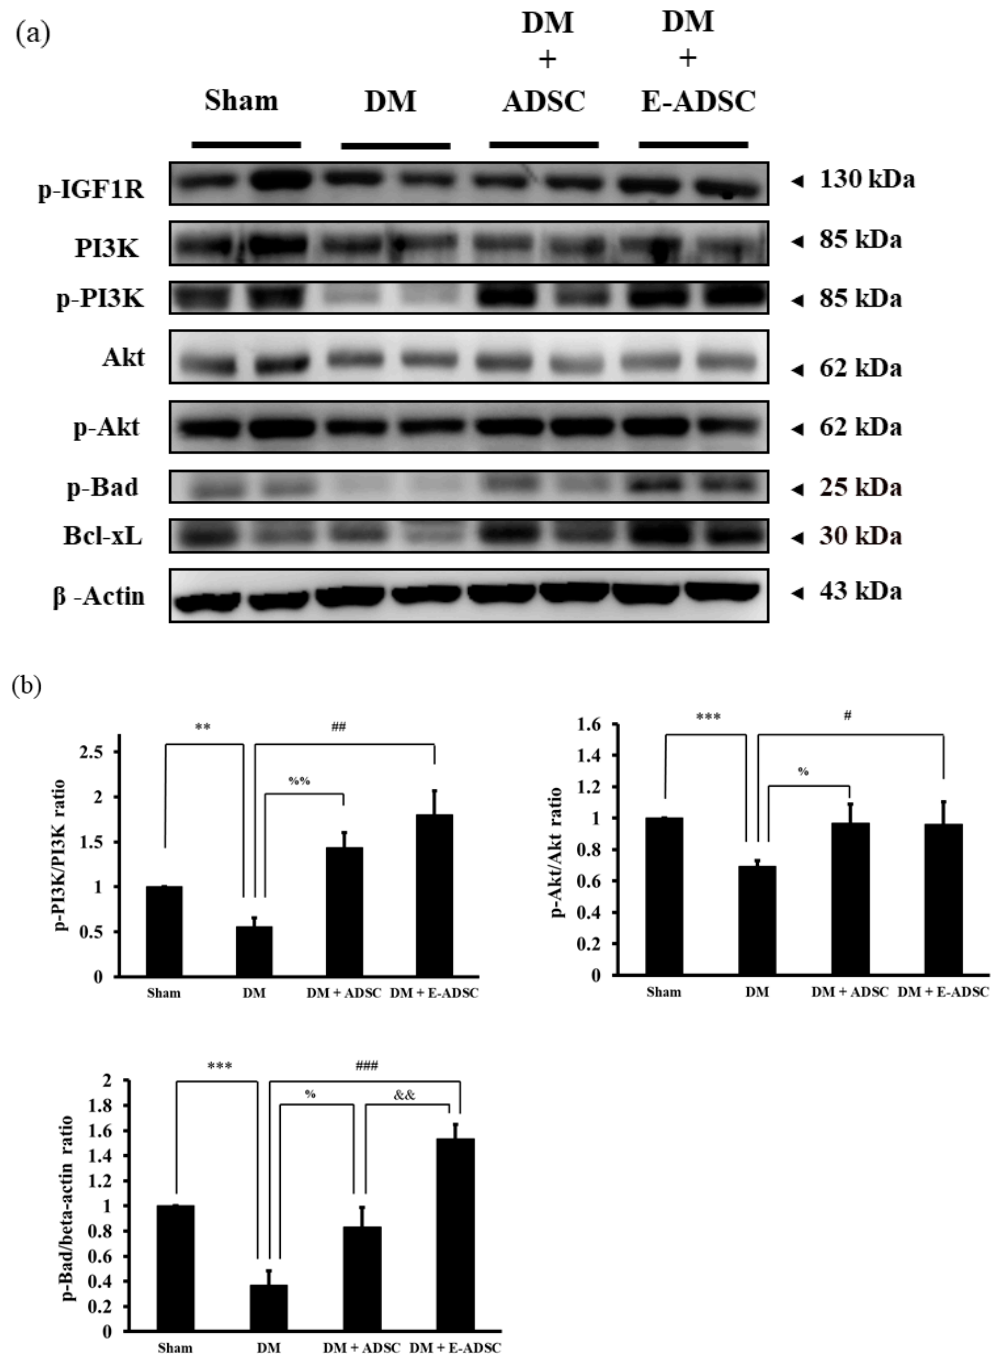 (a)
DM
+
ADSC
DM
+
E-ADSC
Sham
DM
p-IGF1R
◄ 130 kDa
PI3K
◄ 85 kDa
p-PI3K
◄ 85 kDa
Akt
◄ 62 kDa
p-Akt
◄ 62 kDa
p-Bad
◄ 25 kDa
Bcl-xL
◄ 30 kDa
β -Actin
◄ 43 kDa
(b)
p-PI3K/PI3K ratio
2.5
2
1.5
1
0.5
0
**
##
%%
Sham
DM
DM + ADSC
DM + E-ADSC
p-Akt/Akt ratio
1.6
1.4
1.2
1
0.8
0.6
0.4
0.2
0
***
#
%
Sham
DM
DM + ADSC
DM + E-ADSC
p-Bad/beta-actin ratio
2
1.8
1.6
1.4
1.2
1
0.8
0.6
0.4
0.2
0
***
###
%
&&
Sham
DM
DM + ADSC
DM + E-ADSC